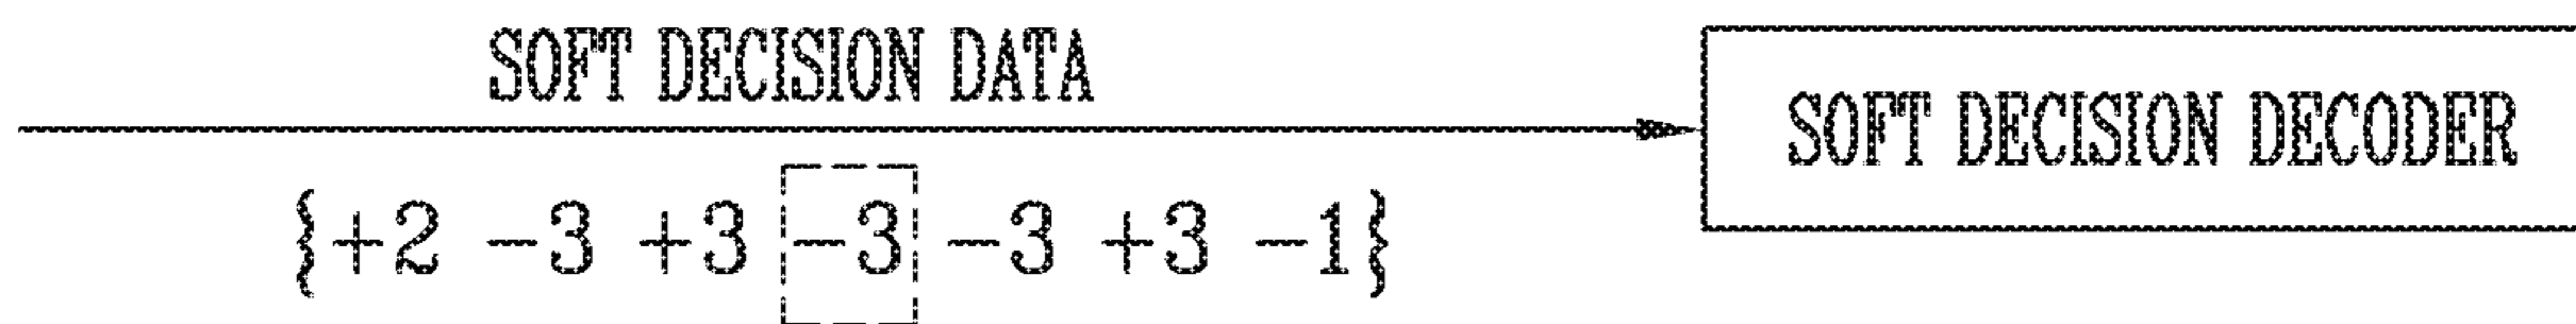 SOFT DECISION DATA
SOFT DECISION DECODER
{+2 −3 +3 −3 −3 +3 −1}